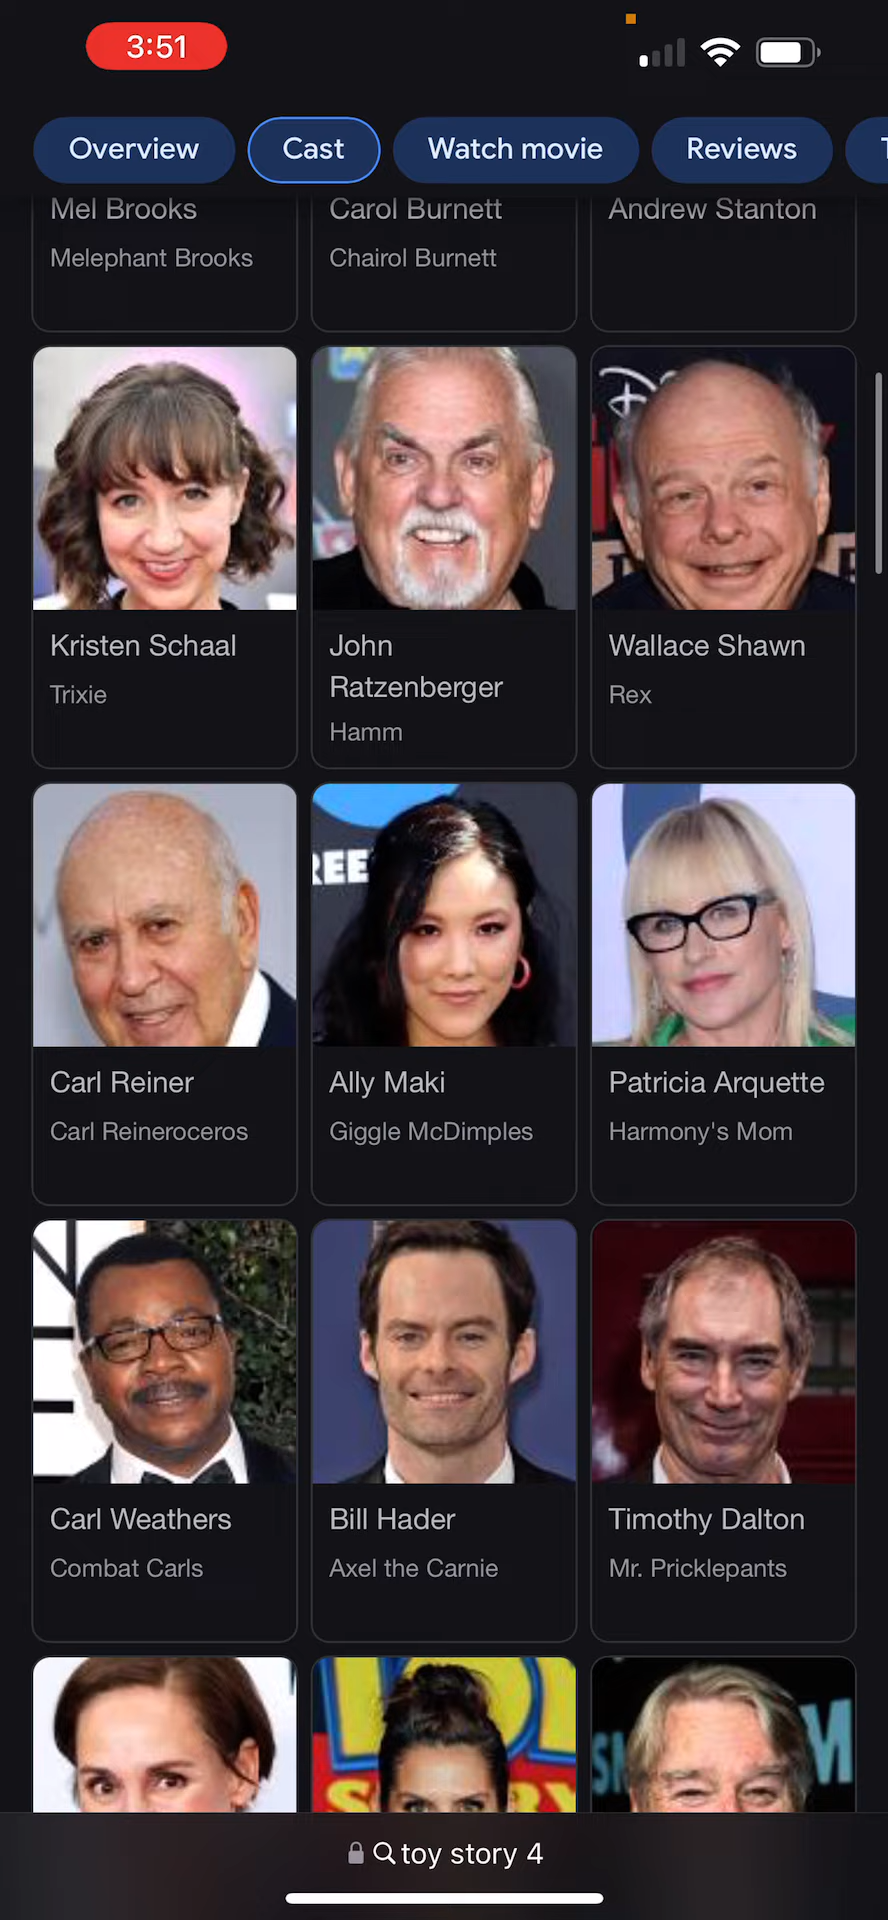 3:51
Overview
Cast
Watch movie
Reviews
Mel Brooks
Melephant Brooks
Carol Burnett
Chairol Burnett
Andrew Stanton
Kristen Schaal
Trixie
John
Ratzenberger
Hamm
Wallace Shawn
Rex
REE
Carl Reiner
Carl Reineroceros
Ally Maki
Giggle McDimples
Patricia Arquette
Harmony's Mom
Carl Weathers
Combat Carls
Bill Hader
Axel the Carnie
Timothy Dalton
Mr. Pricklepants
toy story 4